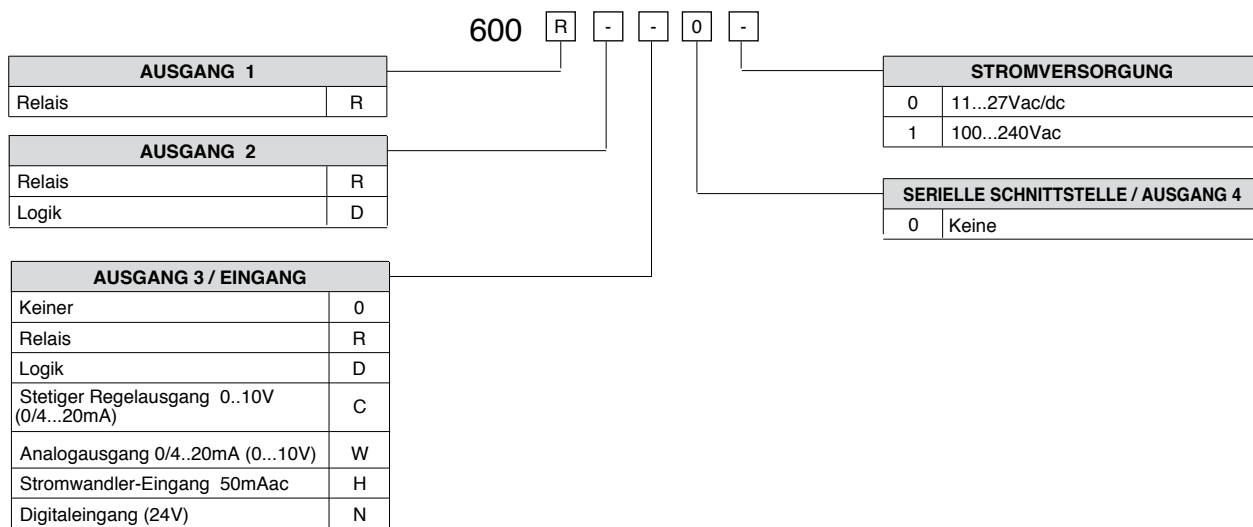 600 R - - 0 -
AUSGANG 1
Relais R
AUSGANG 2
Relais R
Logik D
AUSGANG 3 / EINGANG
Keiner 0
Relais R
Logik D
Stetiger Regelausgang 0..10V
(0/4...20mA) C
Analogausgang 0/4..20mA (0...10V) W
Stromwandler-Eingang 50mAac H
Digitaleingang (24V) N
STROMVERSORGUNG
0 11...27Vac/dc
1 100...240Vac
SERIELLE SCHNITTSTELLE / AUSGANG 4
0 Keine